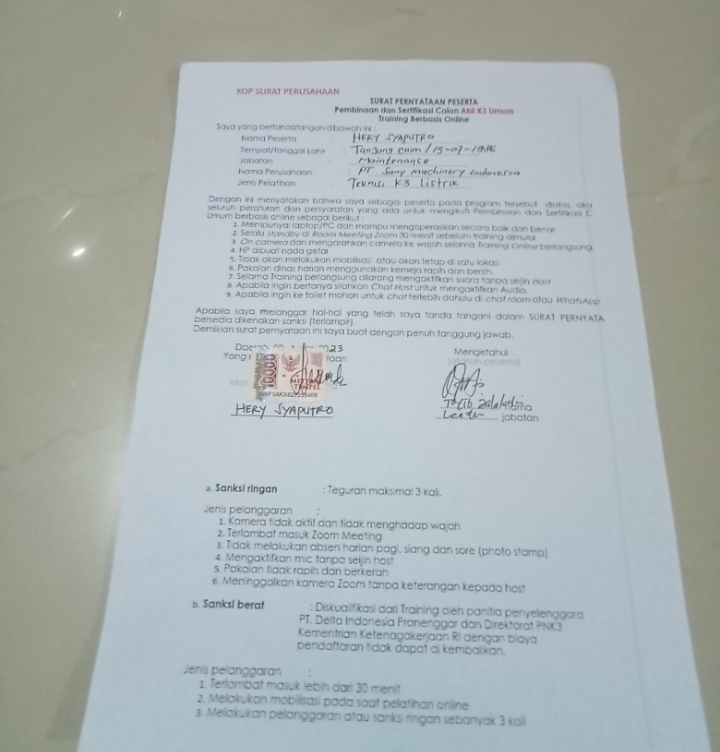 KOP SURAT PERUSAHAAN
SURAT PERNYATAAN PESERTA
Pembinaan dan Sertifikasi Calon Ahli K3 Umum
Training Berbasis Online
Saya yang bertandatangan dibawah ini :
Nama Peserta : HERY SYAPUTRO
Tempat/Tanggal Lahir : Tanjung enim / 15-07-1986
Jabatan : Maintenance
Nama Perusahaan : PT Sany machinery Indonesia
Jenis Pelatihan : Teknisi K3 Listrik
Dengan ini menyatakan bahwa saya sebagai peserta pada program tersebut diatas, akan
seluruh peraturan dan persyaratan yang ada untuk mengikuti Pembinaan dan Sertifikasi C
Umum berbasis online sebagai berikut :
1. Mempunyai laptop/PC dan mampu mengoperasikan secara baik dan benar
2. Selalu standby di Room Meeting Zoom 30 menit sebelum training dimulai
3. On camera dan mengarahkan camera ke wajah selama Training Online berlangsung
4. HP dibuat nada getar
5. Tidak akan melakukan mobilisasi atau akan tetap di satu lokasi
6. Pakaian dinas harian menggunakan kemeja rapih dan bersih.
7. Selama Training berlangsung dilarang mengaktifkan suara tanpa seijin Host
8. Apabila ingin bertanya silahkan Chat Host untuk mengaktifkan Audio.
9. Apabila ingin ke toilet mohon untuk chat terlebih dahulu di chat room atau WhatsApp
Apabila saya melanggar hal-hal yang telah saya tanda tangani dalam SURAT PERNYATA
bersedia dikenakan sanksi (terlampir).
Demikian surat pernyataan ini saya buat dengan penuh tanggung jawab.
23
Yang
taan
Mengetahui :
10000
METERAI
TEMPEL
HERY SYAPUTRO
nama
Leader jabatan
a. Sanksi ringan : Teguran maksimal 3 kali.
Jenis pelanggaran :
1. Kamera tidak aktif dan tidak menghadap wajah
2. Terlambat masuk Zoom Meeting
3. Tidak melakukan absen harian pagi, siang dan sore (photo stamp)
4. Mengaktifkan mic tanpa seijin host
5. Pakaian tidak rapih dan berkerah
6. Meninggalkan kamera Zoom tanpa keterangan kepada host
b. Sanksi berat : Diskualifikasi dari Training oleh panitia penyelenggara
PT. Delta Indonesia Pranenggar dan Direktorat PNK3
Kementrian Ketenagakerjaan RI dengan biaya
pendaftaran tidak dapat di kembalikan.
Jenis pelanggaran :
1. Terlambat masuk lebih dari 30 menit
2. Melakukan mobilisasi pada saat pelatihan online
3. Melakukan pelanggaran atau sanksi ringan sebanyak 3 kali